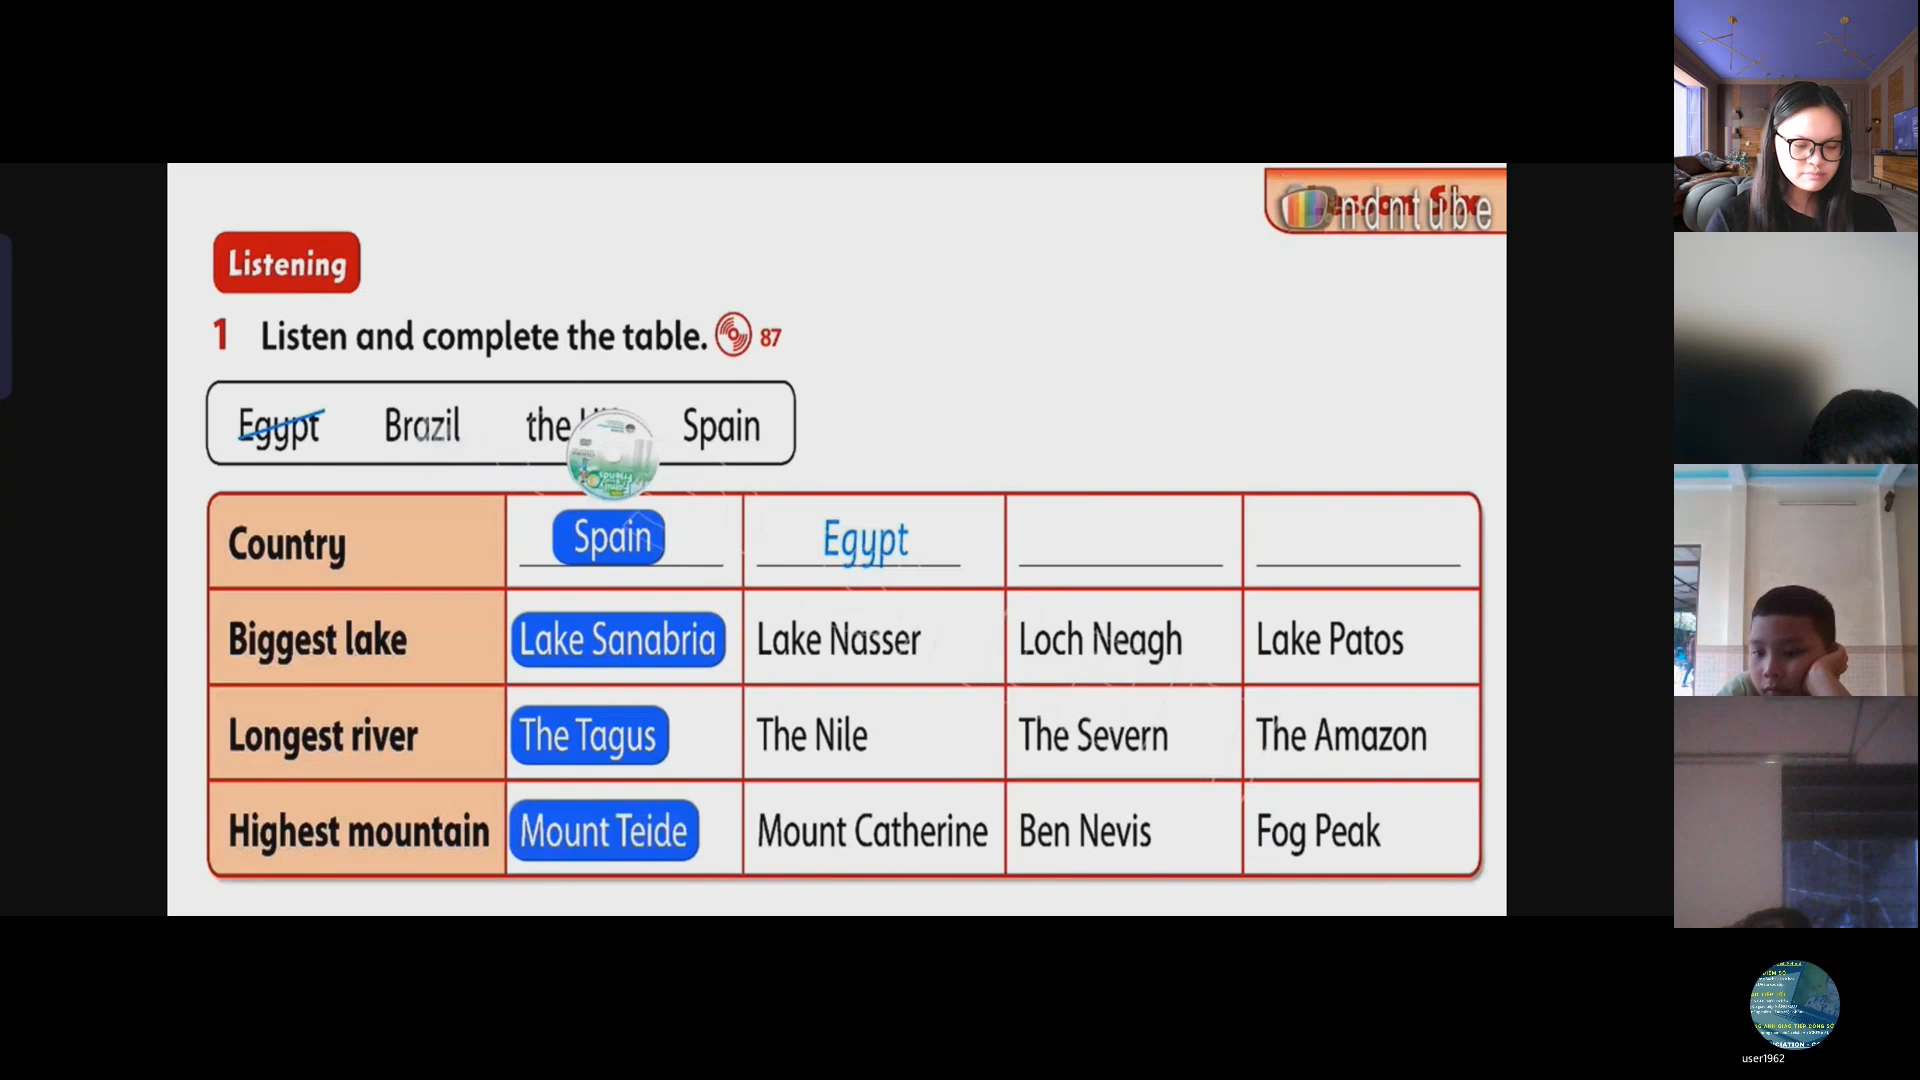 ndntube
Listening
1 Listen and complete the table. 87
Egypt Brazil the Spain
Country Spain Egypt
Biggest lake Lake Sanabria Lake Nasser Loch Neagh Lake Patos
Longest river The Tagus The Nile The Severn The Amazon
Highest mountain Mount Teide Mount Catherine Ben Nevis Fog Peak
user1962